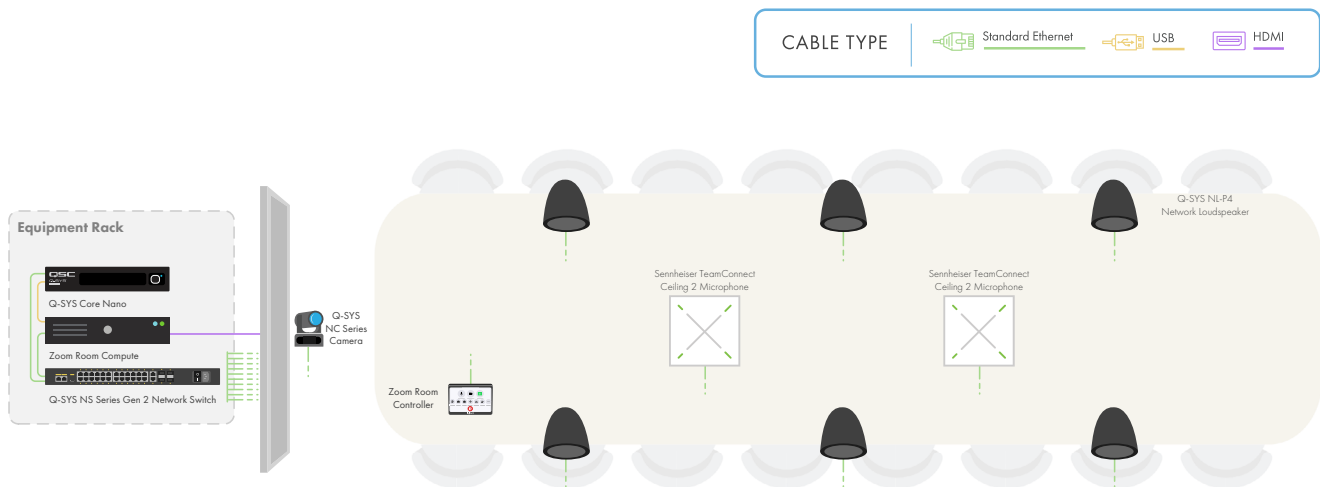 CABLE TYPE
Standard Ethernet
USB
HDMI
Equipment Rack
QSC
Q-SYS Core Nano
Zoom Room Compute
Q-SYS NS Series Gen 2 Network Switch
Q-SYS
NC Series
Camera
Zoom Room
Controller
Sennheiser TeamConnect
Ceiling 2 Microphone
Sennheiser TeamConnect
Ceiling 2 Microphone
Q-SYS NL-P4
Network Loudspeaker